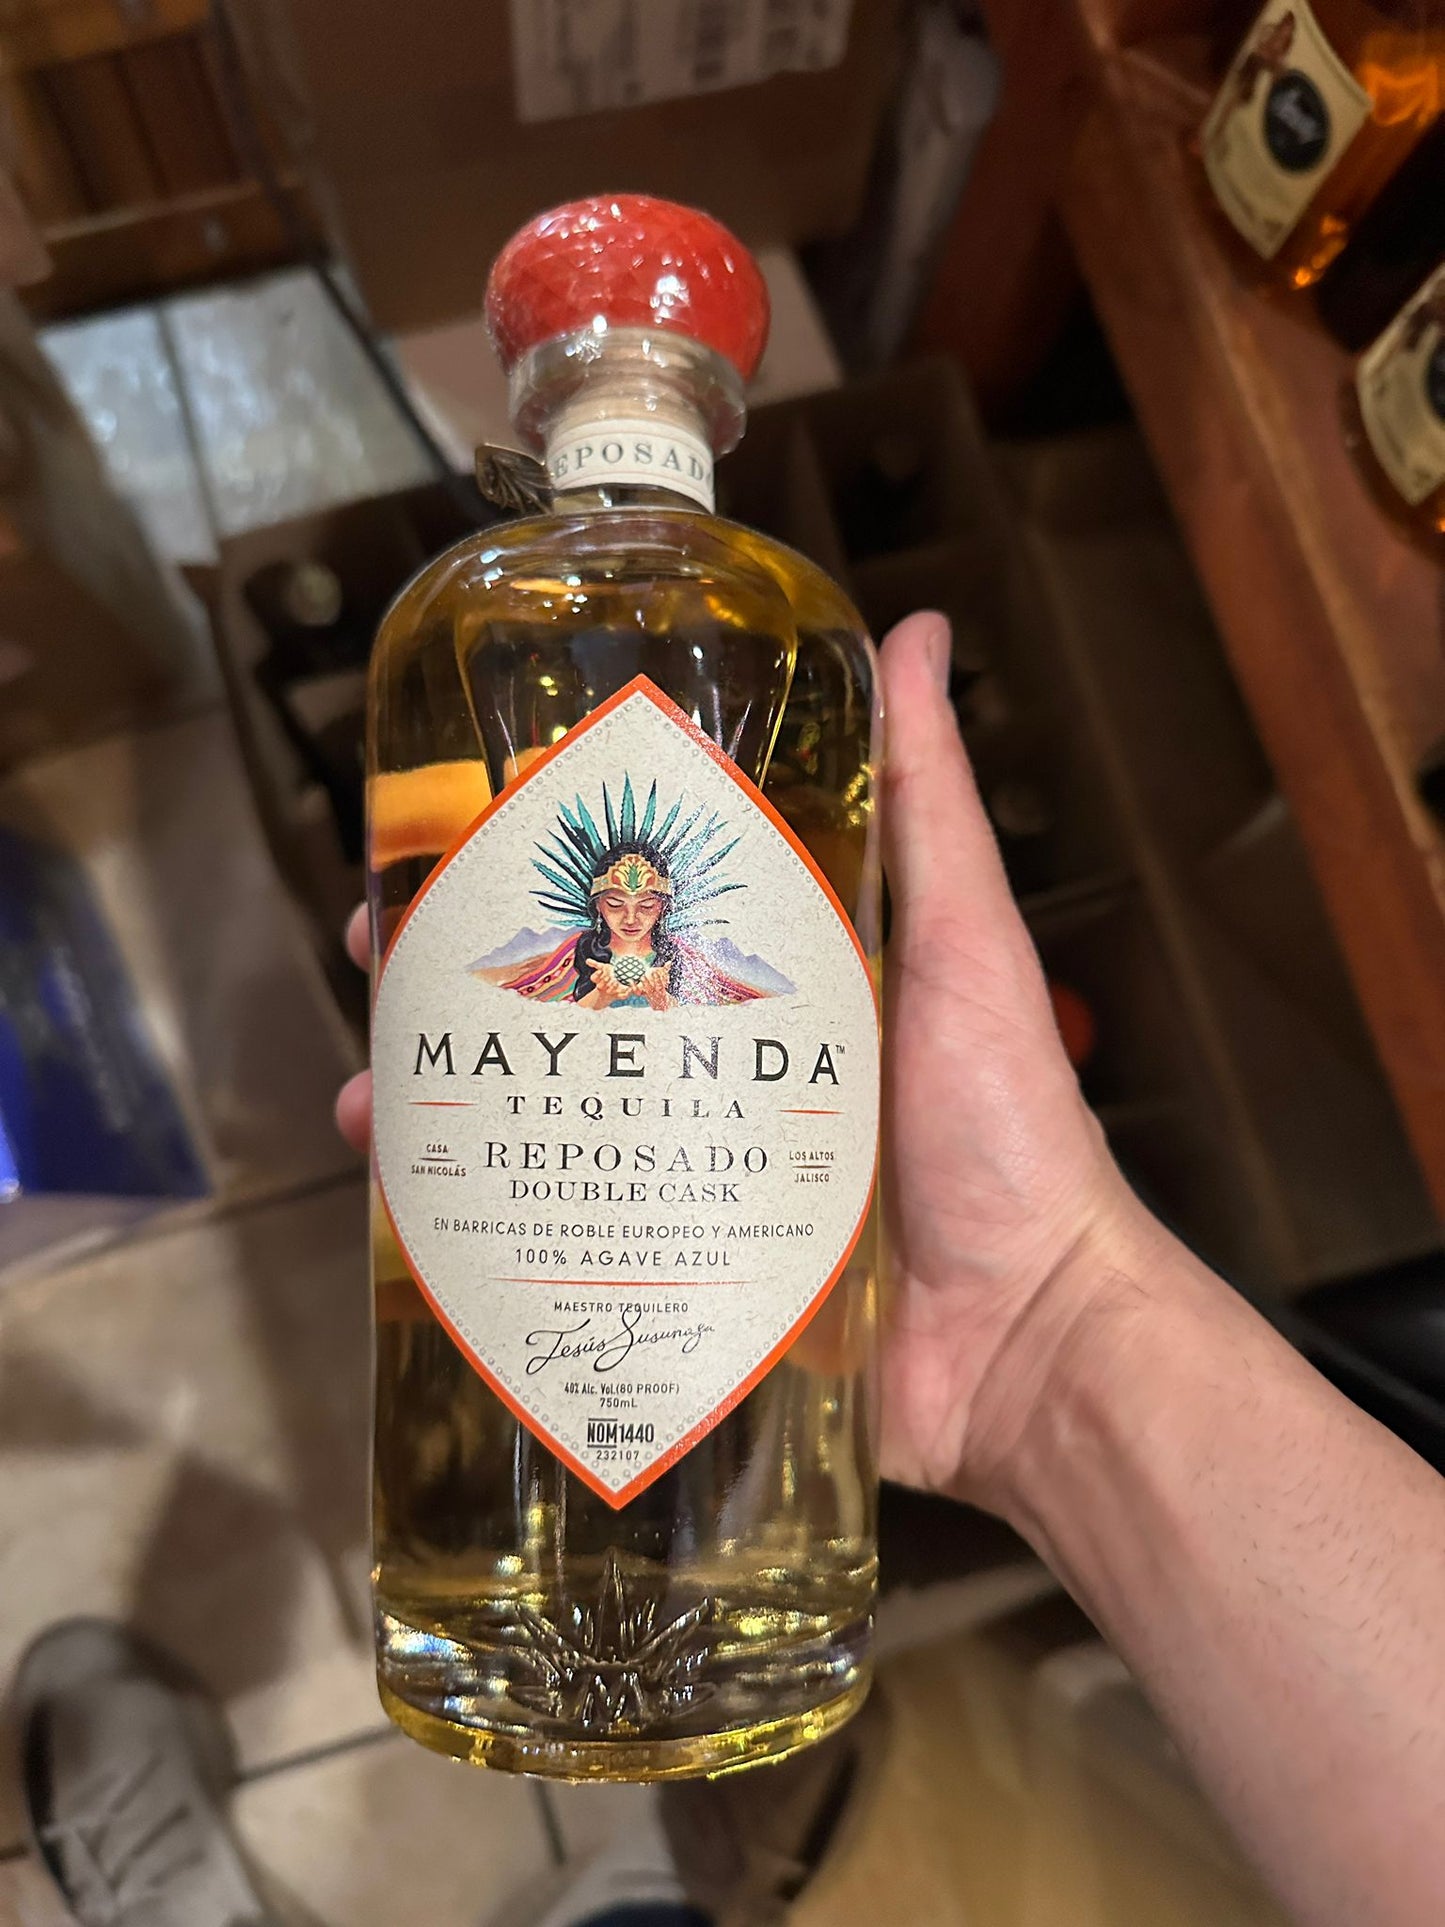 EPOSADO
MAYENDA™
TEQUILA
CASA
SAN NICOLÁS
REPOSADO
LOS ALTOS
JALISCO
DOUBLE CASK
EN BARRICAS DE ROBLE EUROPEO Y AMERICANO
100% AGAVE AZUL
MAESTRO TEQUILERO
Jesús Susunaga
40% Alc. Vol.(80 PROOF)
750mL
NOM1440
232107
M